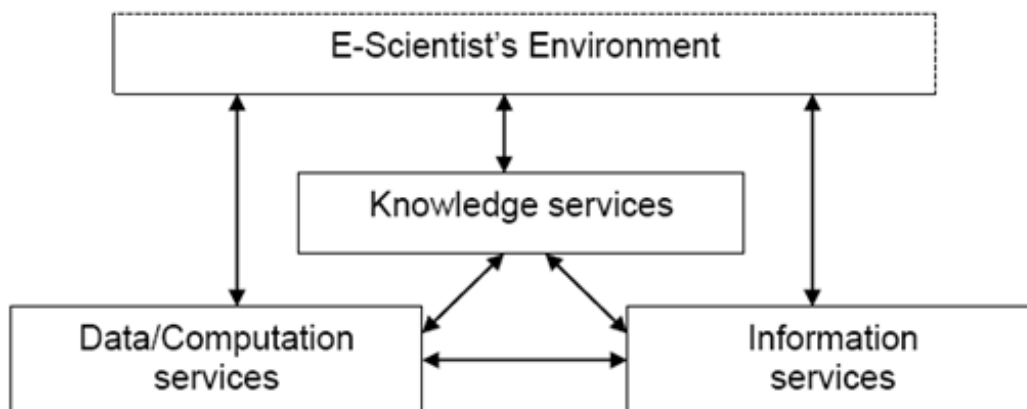 E-Scientist’s Environment
Knowledge services
Data/Computation
services
Information
services